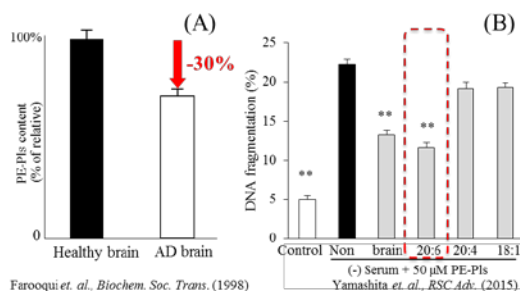 (A)
100%
-30%
PE-Pls content
(% of relative)
0
Healthy brain AD brain
Farooqui et. al., Biochem. Soc. Trans. (1998)
(B)
25
20
15
10
5
0
DNA fragmentation (%)
**
**
**
Control Non brain 20:6 20:4 18:1
(-) Serum + 50 μM PE-Pls
Yamashita et al., RSC Adv. (2015)